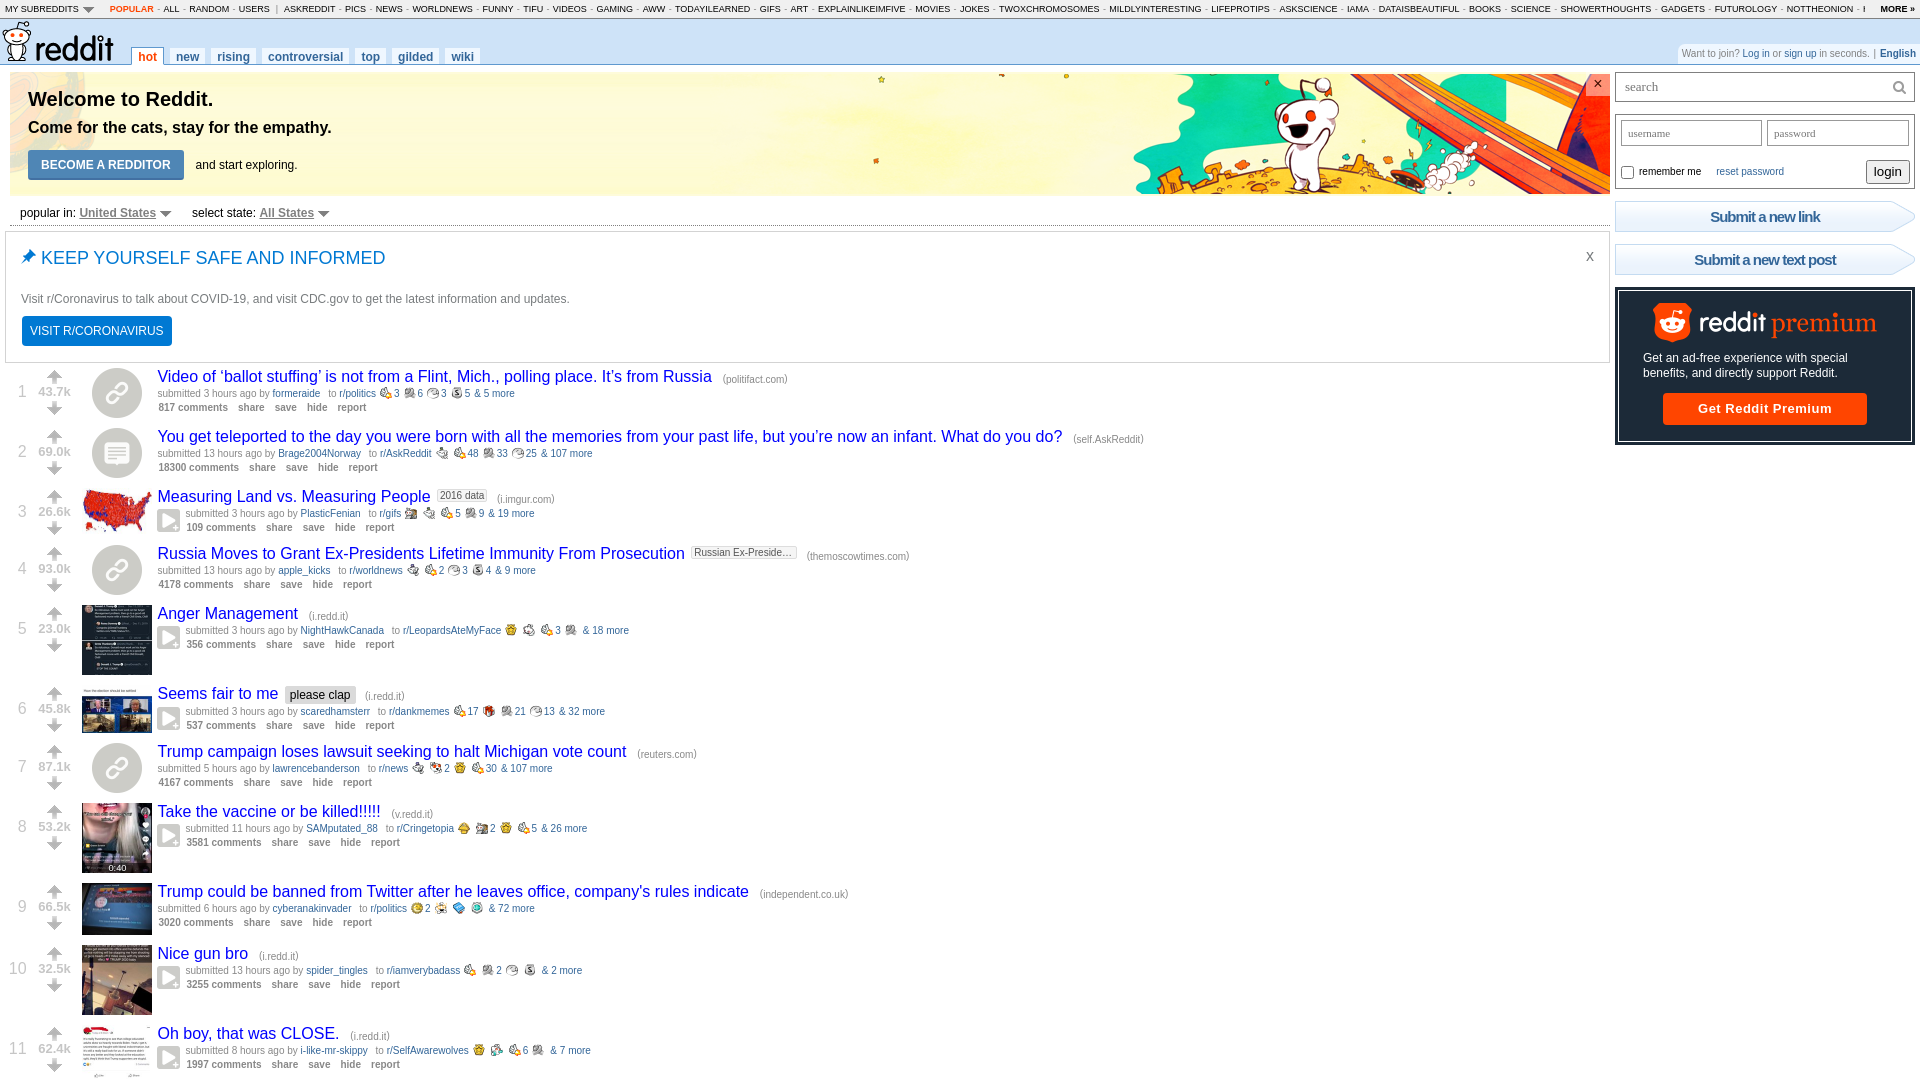 MY SUBREDDITS POPULAR - ALL - RANDOM - USERS | ASKREDDIT - PICS - NEWS - WORLDNEWS - FUNNY - TIFU - VIDEOS - GAMING - AWW - TODAYILEARNED - GIFS - ART - EXPLAINLIKEIMFIVE - MOVIES - JOKES - TWOXCHROMOSOMES - MILDLYINTERESTING - LIFEPROTIPS - ASKSCIENCE - IAMA - DATAISBEAUTIFUL - BOOKS - SCIENCE - SHOWERTHOUGHTS - GADGETS - FUTUROLOGY - NOTTHEONION - MORE »
reddit hot new rising controversial top gilded wiki
Want to join? Log in or sign up in seconds. | English
Welcome to Reddit.
Come for the cats, stay for the empathy.
BECOME A REDDITOR and start exploring.
×
search
username password
remember me reset password login
popular in: United States select state: All States
Submit a new link
Submit a new text post
KEEP YOURSELF SAFE AND INFORMED x
Visit r/Coronavirus to talk about COVID-19, and visit CDC.gov to get the latest information and updates.
VISIT R/CORONAVIRUS
reddit premium
Get an ad-free experience with special
benefits, and directly support Reddit.
Get Reddit Premium
1 43.7k Video of ‘ballot stuffing’ is not from a Flint, Mich., polling place. It’s from Russia (politifact.com)
submitted 3 hours ago by formeraide to r/politics 3 6 3 5 & 5 more
817 comments share save hide report
2 69.0k You get teleported to the day you were born with all the memories from your past life, but you’re now an infant. What do you do? (self.AskReddit)
submitted 13 hours ago by Brage2004Norway to r/AskReddit 48 33 25 & 107 more
18300 comments share save hide report
3 26.6k Measuring Land vs. Measuring People 2016 data (i.imgur.com)
submitted 3 hours ago by PlasticFenian to r/gifs 5 9 & 19 more
109 comments share save hide report
4 93.0k Russia Moves to Grant Ex-Presidents Lifetime Immunity From Prosecution Russian Ex-Preside… (themoscowtimes.com)
submitted 13 hours ago by apple_kicks to r/worldnews 2 3 4 & 9 more
4178 comments share save hide report
5 23.0k Anger Management (i.redd.it)
submitted 3 hours ago by NightHawkCanada to r/LeopardsAteMyFace 3 & 18 more
356 comments share save hide report
6 45.8k Seems fair to me please clap (i.redd.it)
submitted 3 hours ago by scaredhamsterr to r/dankmemes 17 21 13 & 32 more
537 comments share save hide report
7 87.1k Trump campaign loses lawsuit seeking to halt Michigan vote count (reuters.com)
submitted 5 hours ago by lawrencebanderson to r/news 2 30 & 107 more
4167 comments share save hide report
8 53.2k Take the vaccine or be killed!!!!! (v.redd.it)
submitted 11 hours ago by SAMputated_88 to r/Cringetopia 2 5 & 26 more
3581 comments share save hide report
0:40
9 66.5k Trump could be banned from Twitter after he leaves office, company's rules indicate (independent.co.uk)
submitted 6 hours ago by cyberanakinvader to r/politics 2 & 72 more
3020 comments share save hide report
10 32.5k Nice gun bro (i.redd.it)
submitted 13 hours ago by spider_tingles to r/iamverybadass 2 & 2 more
3255 comments share save hide report
11 62.4k Oh boy, that was CLOSE. (i.redd.it)
submitted 8 hours ago by i-like-mr-skippy to r/SelfAwarewolves 6 & 7 more
1997 comments share save hide report